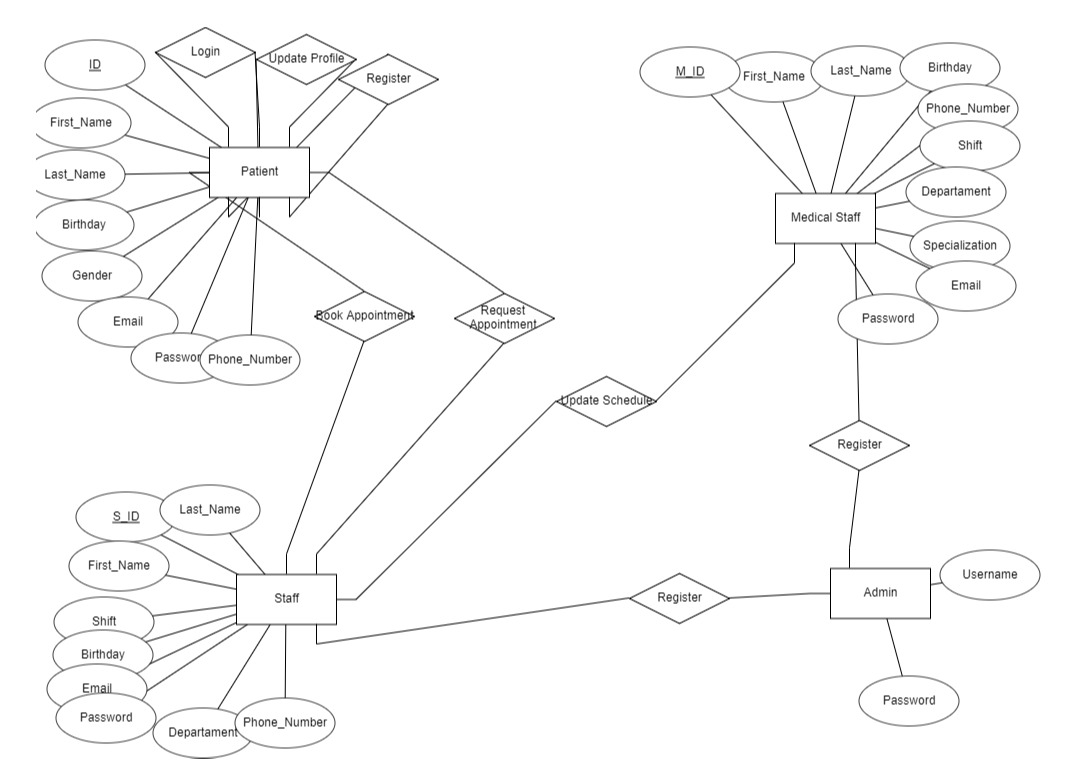 ID
Login
Update Profile
Register
First_Name
Last_Name
Birthday
Gender
Email
Passwor
Phone_Number
Patient
M_ID
First_Name
Last_Name
Birthday
Phone_Number
Shift
Departament
Specialization
Email
Password
Medical Staff
Book Appointment
Request
Appointment
Update Schedule
Register
S_ID
Last_Name
First_Name
Shift
Birthday
Email
Password
Departament
Phone_Number
Staff
Register
Admin
Username
Password